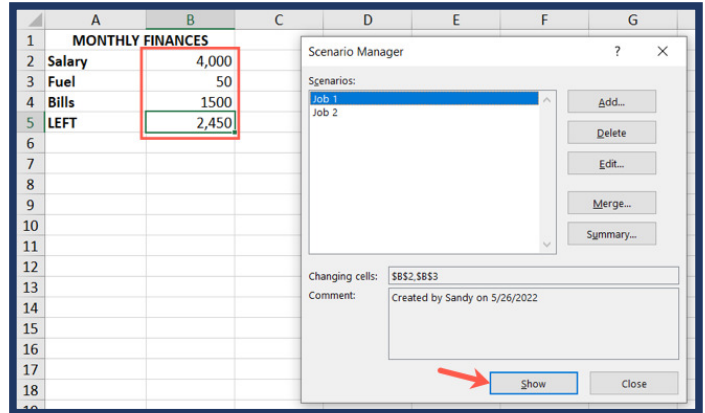 A B C D E F G
1 MONTHLY FINANCES
2 Salary 4,000
3 Fuel 50
4 Bills 1500
5 LEFT 2,450
6
7
8
9
10
11
12
13
14
15
16
17
18
Scenario Manager ? ×
Scenarios:
Job 1
Job 2
Add...
Delete
Edit...
Merge...
Summary...
Changing cells: $B$2,$B$3
Comment: Created by Sandy on 5/26/2022
Show Close